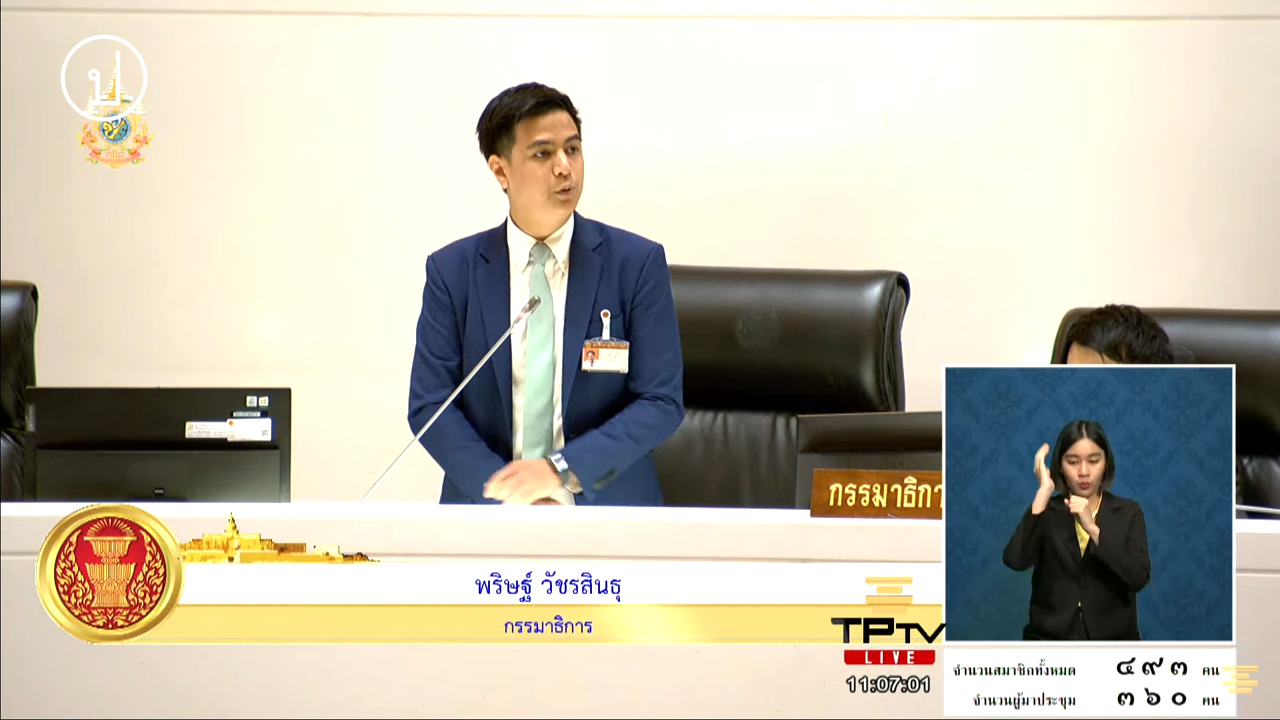 บ
กรรมาธิกา
พริษฐ์ วัชรสินธุ
กรรมาธิการ
TPTV
LIVE
11:07:01
จำนวนสมาชิกทั้งหมด ๔๙๓ คน
จำนวนผู้มาประชุม ๓๖๐ คน